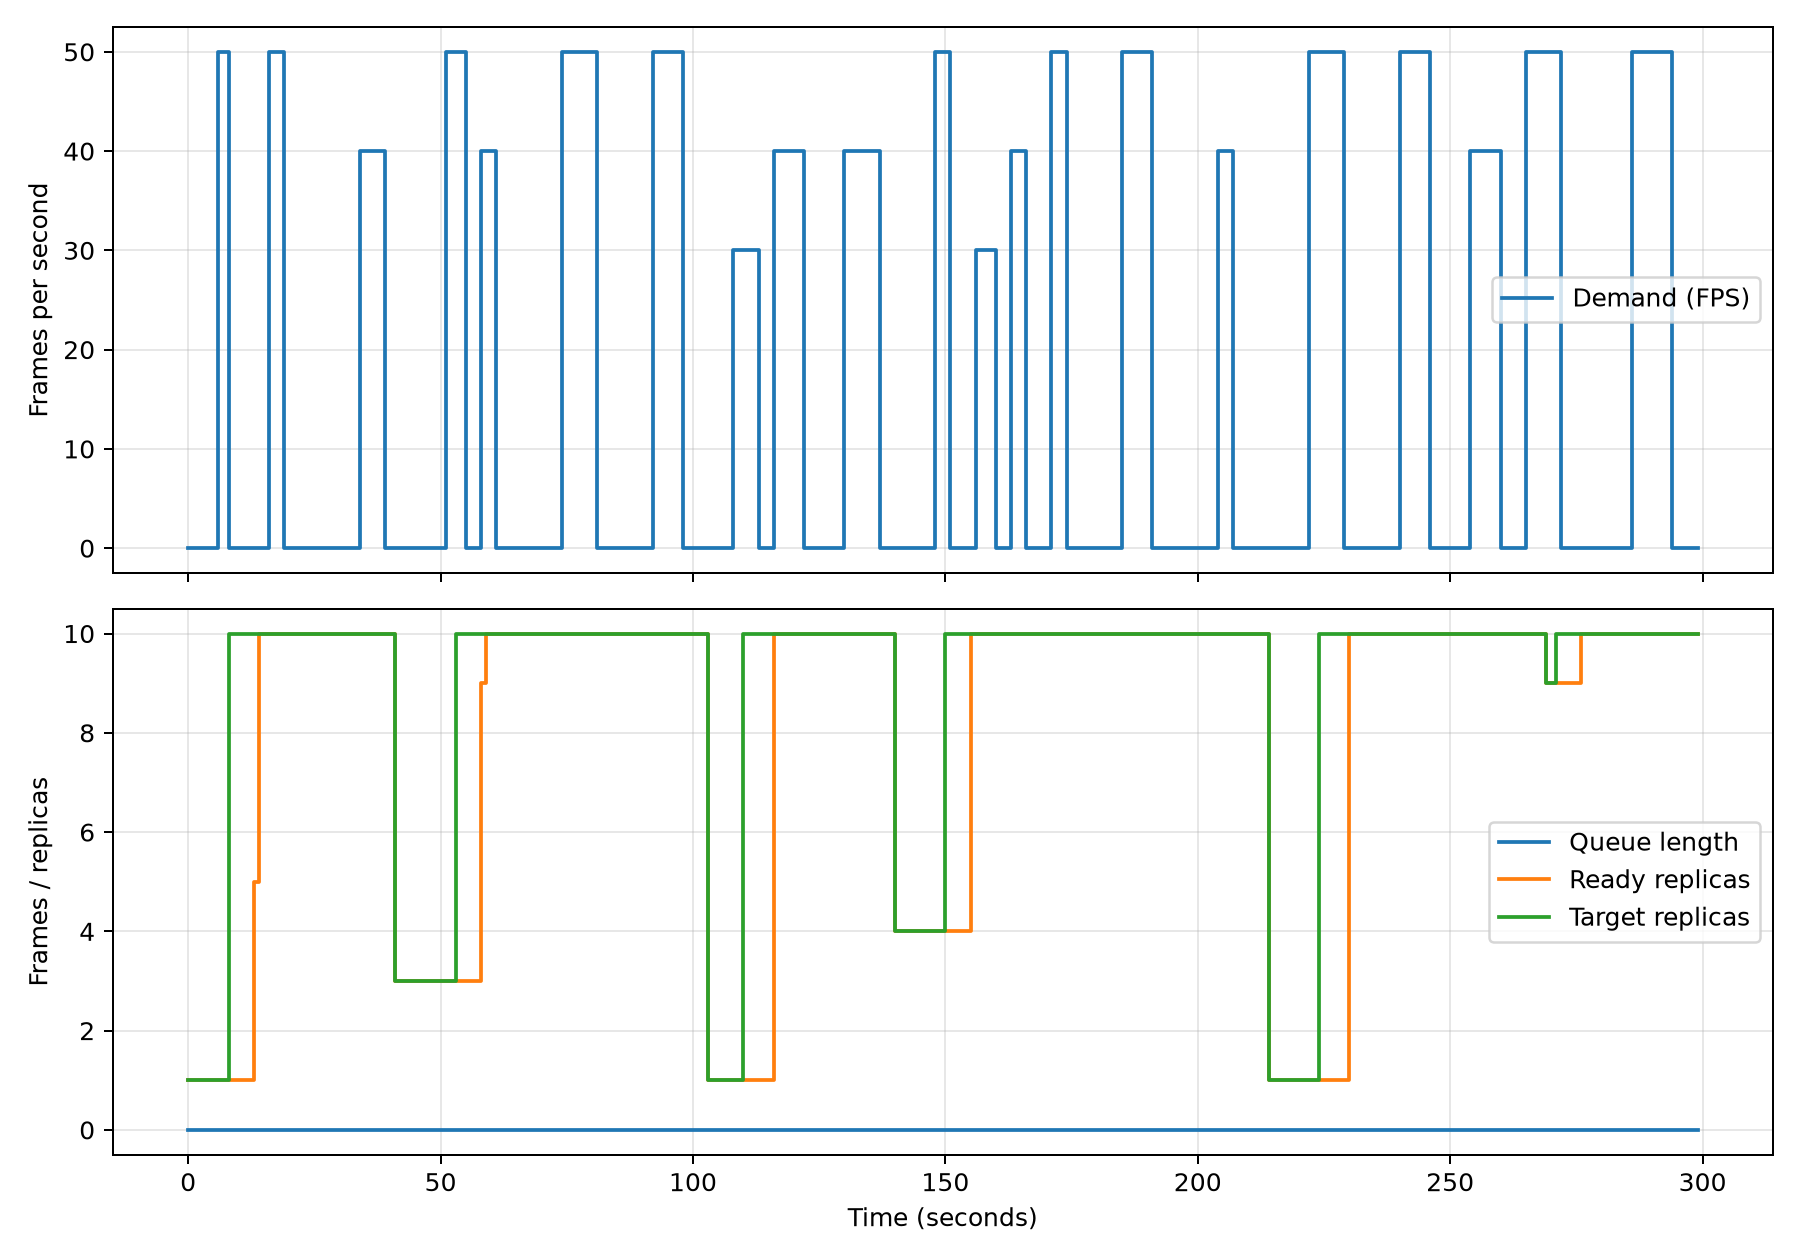 50
40
30
20
10
0
Frames per second
Demand (FPS)
10
8
6
4
2
0
Frames / replicas
Queue length
Ready replicas
Target replicas
0 50 100 150 200 250 300
Time (seconds)